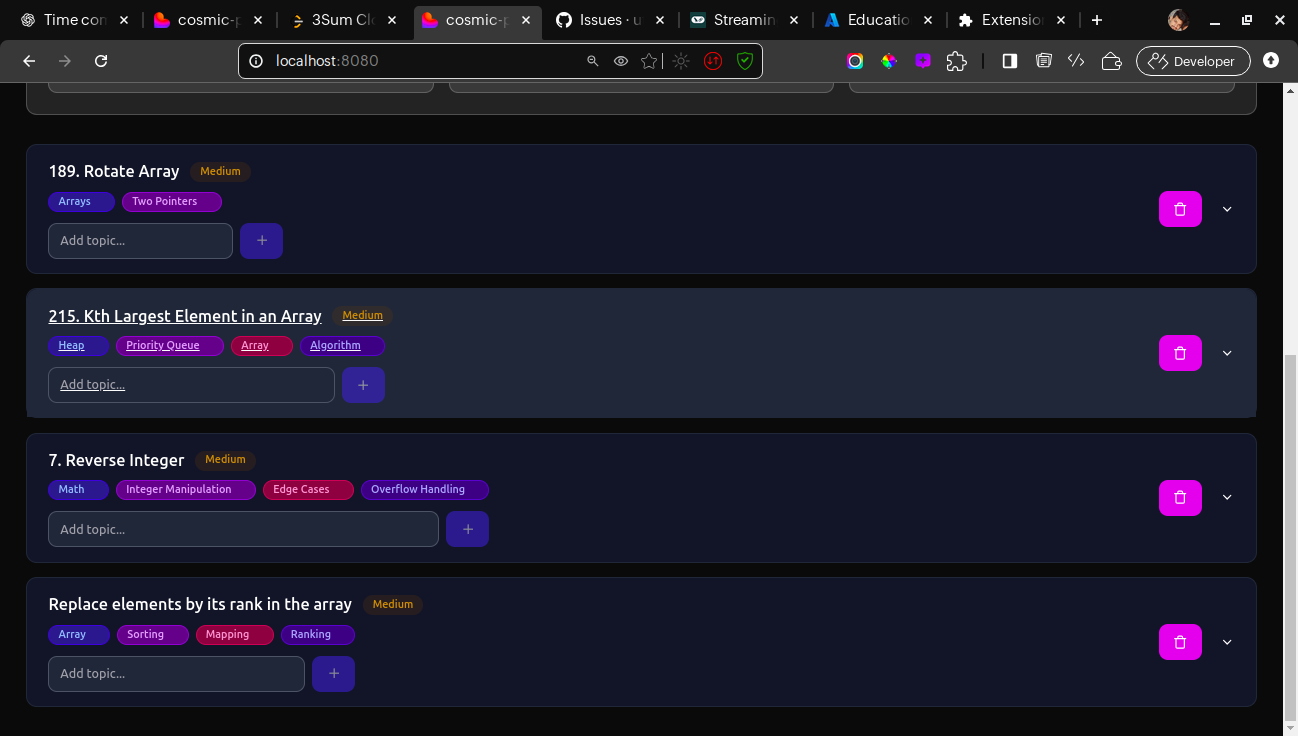 Time con
cosmic-p
3Sum Cl
cosmic-p
Issues · u
Streamin
Educatio
Extension
localhost:8080
Developer
189. Rotate Array Medium
Arrays Two Pointers
Add topic...
215. Kth Largest Element in an Array Medium
Heap Priority Queue Array Algorithm
Add topic...
7. Reverse Integer Medium
Math Integer Manipulation Edge Cases Overflow Handling
Add topic...
Replace elements by its rank in the array Medium
Array Sorting Mapping Ranking
Add topic...